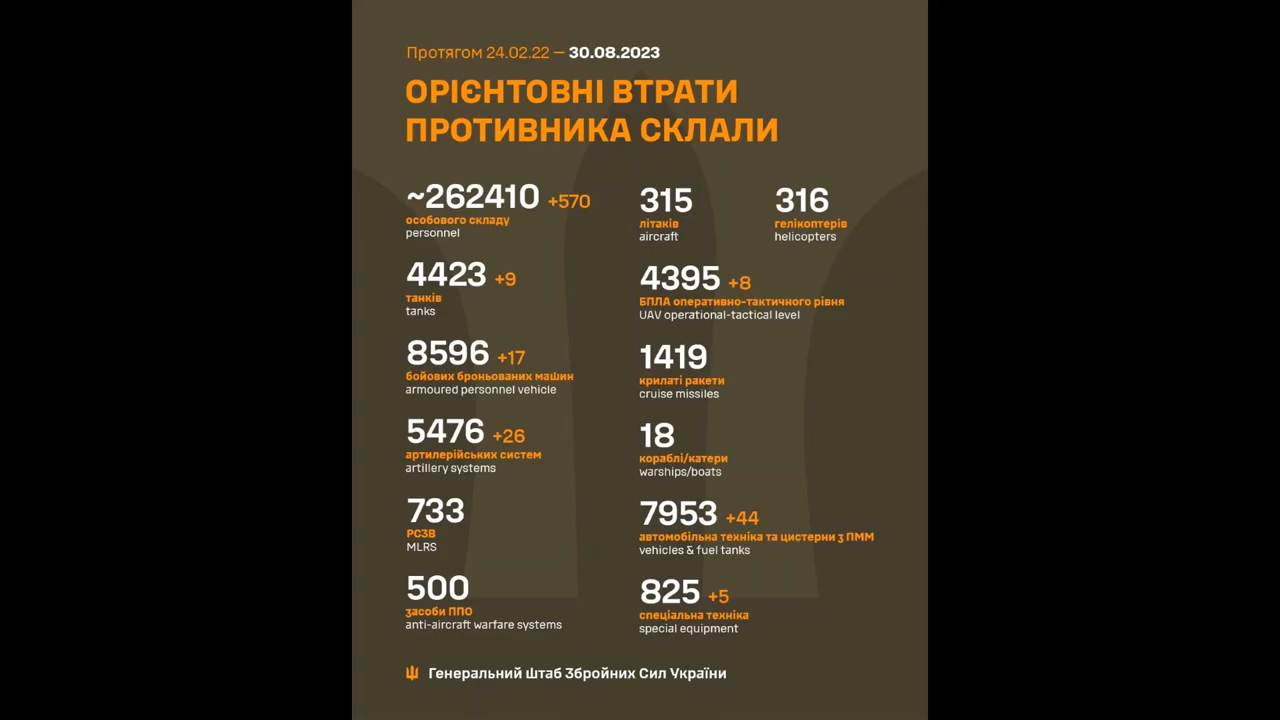 Протягом 24.02.22 — 30.08.2023
ОРІЄНТОВНІ ВТРАТИ
ПРОТИВНИКА СКЛАЛИ
~262410 +570
особового складу
personnel
315
літаків
aircraft
316
гелікоптерів
helicopters
4423 +9
танків
tanks
4395 +8
БПЛА оперативно-тактичного рівня
UAV operational-tactical level
8596 +17
бойових броньованих машин
armoured personnel vehicle
1419
крилаті ракети
cruise missiles
5476 +26
артилерійських систем
artillery systems
18
кораблі/катери
warships/boats
733
РСЗВ
MLRS
7953 +44
автомобільна техніка та цистерни з ПММ
vehicles & fuel tanks
500
засоби ППО
anti-aircraft warfare systems
825 +5
спеціальна техніка
special equipment
Генеральний штаб Збройних Сил України